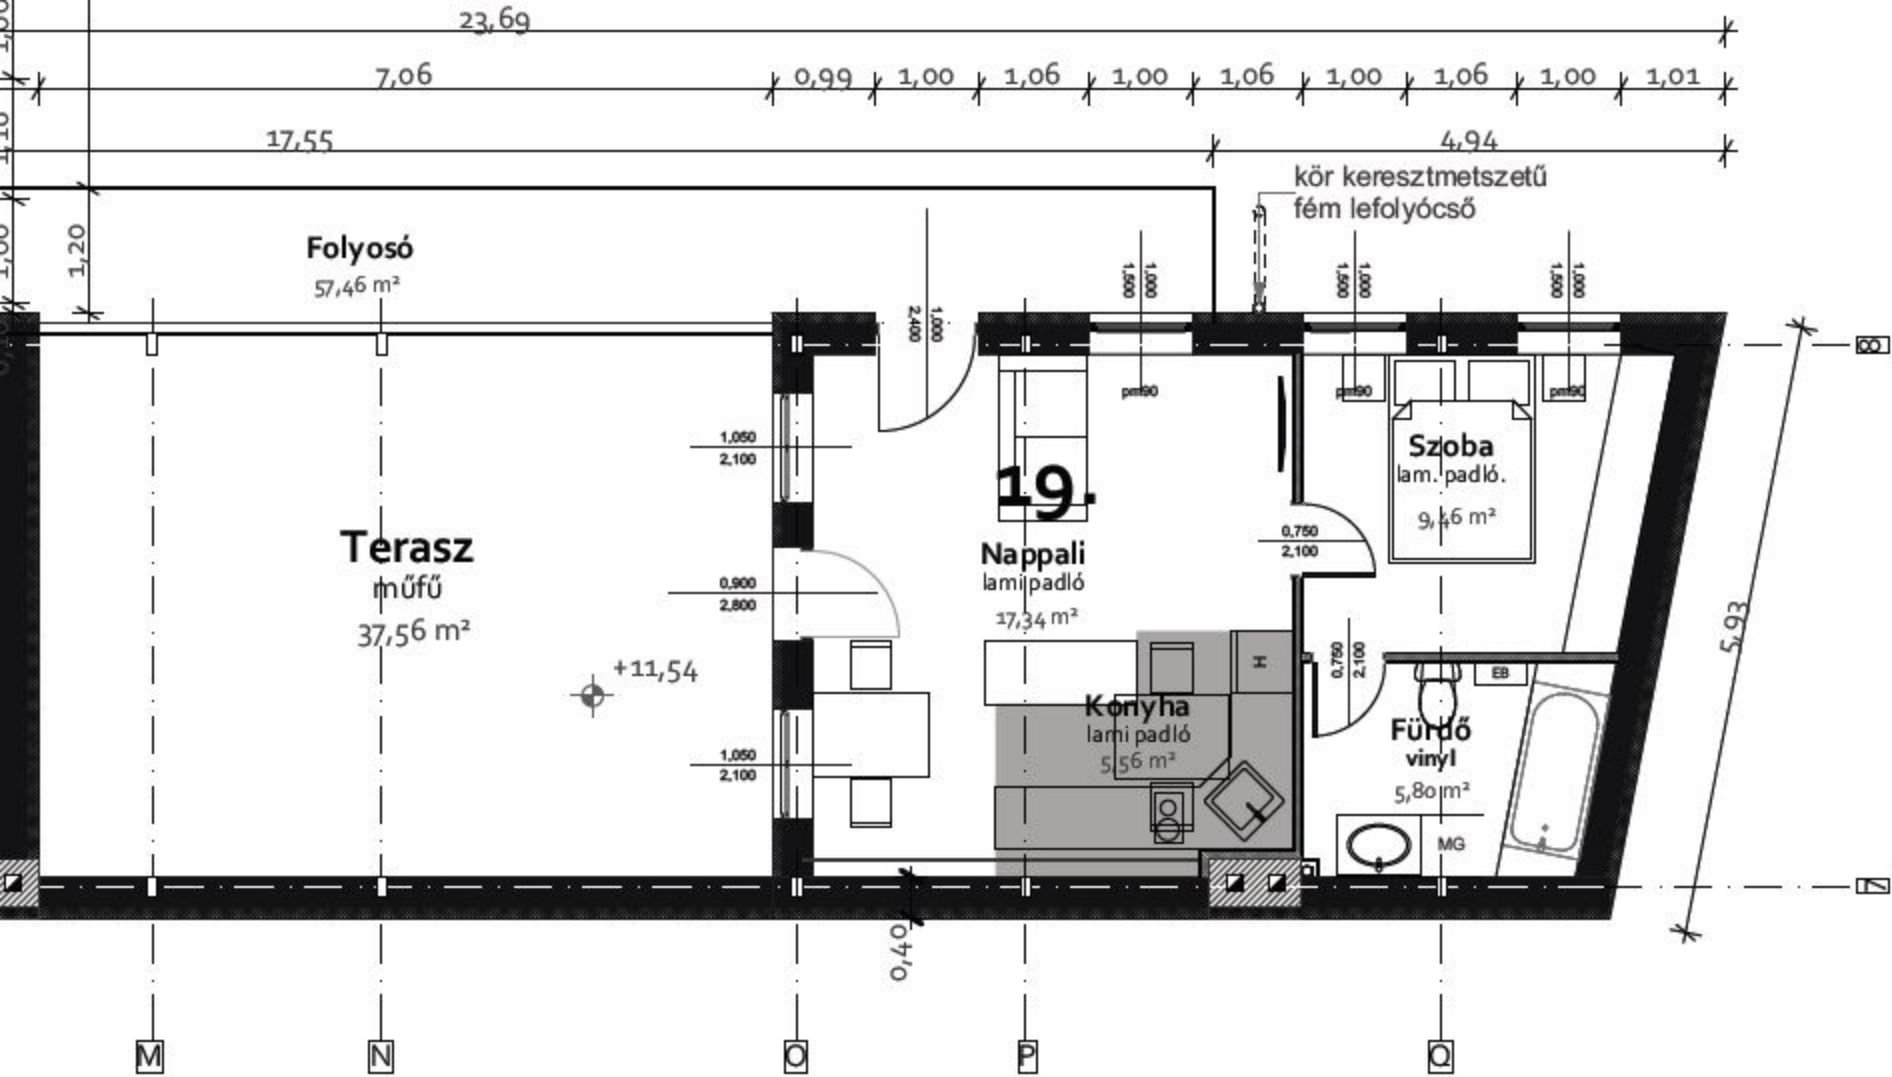 23,69
7,06
0,99
1,00
1,06
1,00
1,06
1,00
1,06
1,00
1,01
17,55
4,94
kör keresztmetszetű
fém lefolyócső
1,20
1,00
Folyosó
57,46 m²
1,000
2,400
1,000
1,500
1,000
1,500
1,000
1,500
pm90
pm90
pm90
8
1,050
2,100
Szoba
lam. padló.
9,46 m²
19.
0,750
2,100
Terasz
műfű
37,56 m²
Nappali
lami padló
17,34 m²
0,900
2,800
5,93
+11,54
H
0,750
2,100
EB
Konyha
lami padló
5,56 m²
Fürdő
vinyl
5,80 m²
1,050
2,100
MG
7
0,40
M
N
O
P
Q